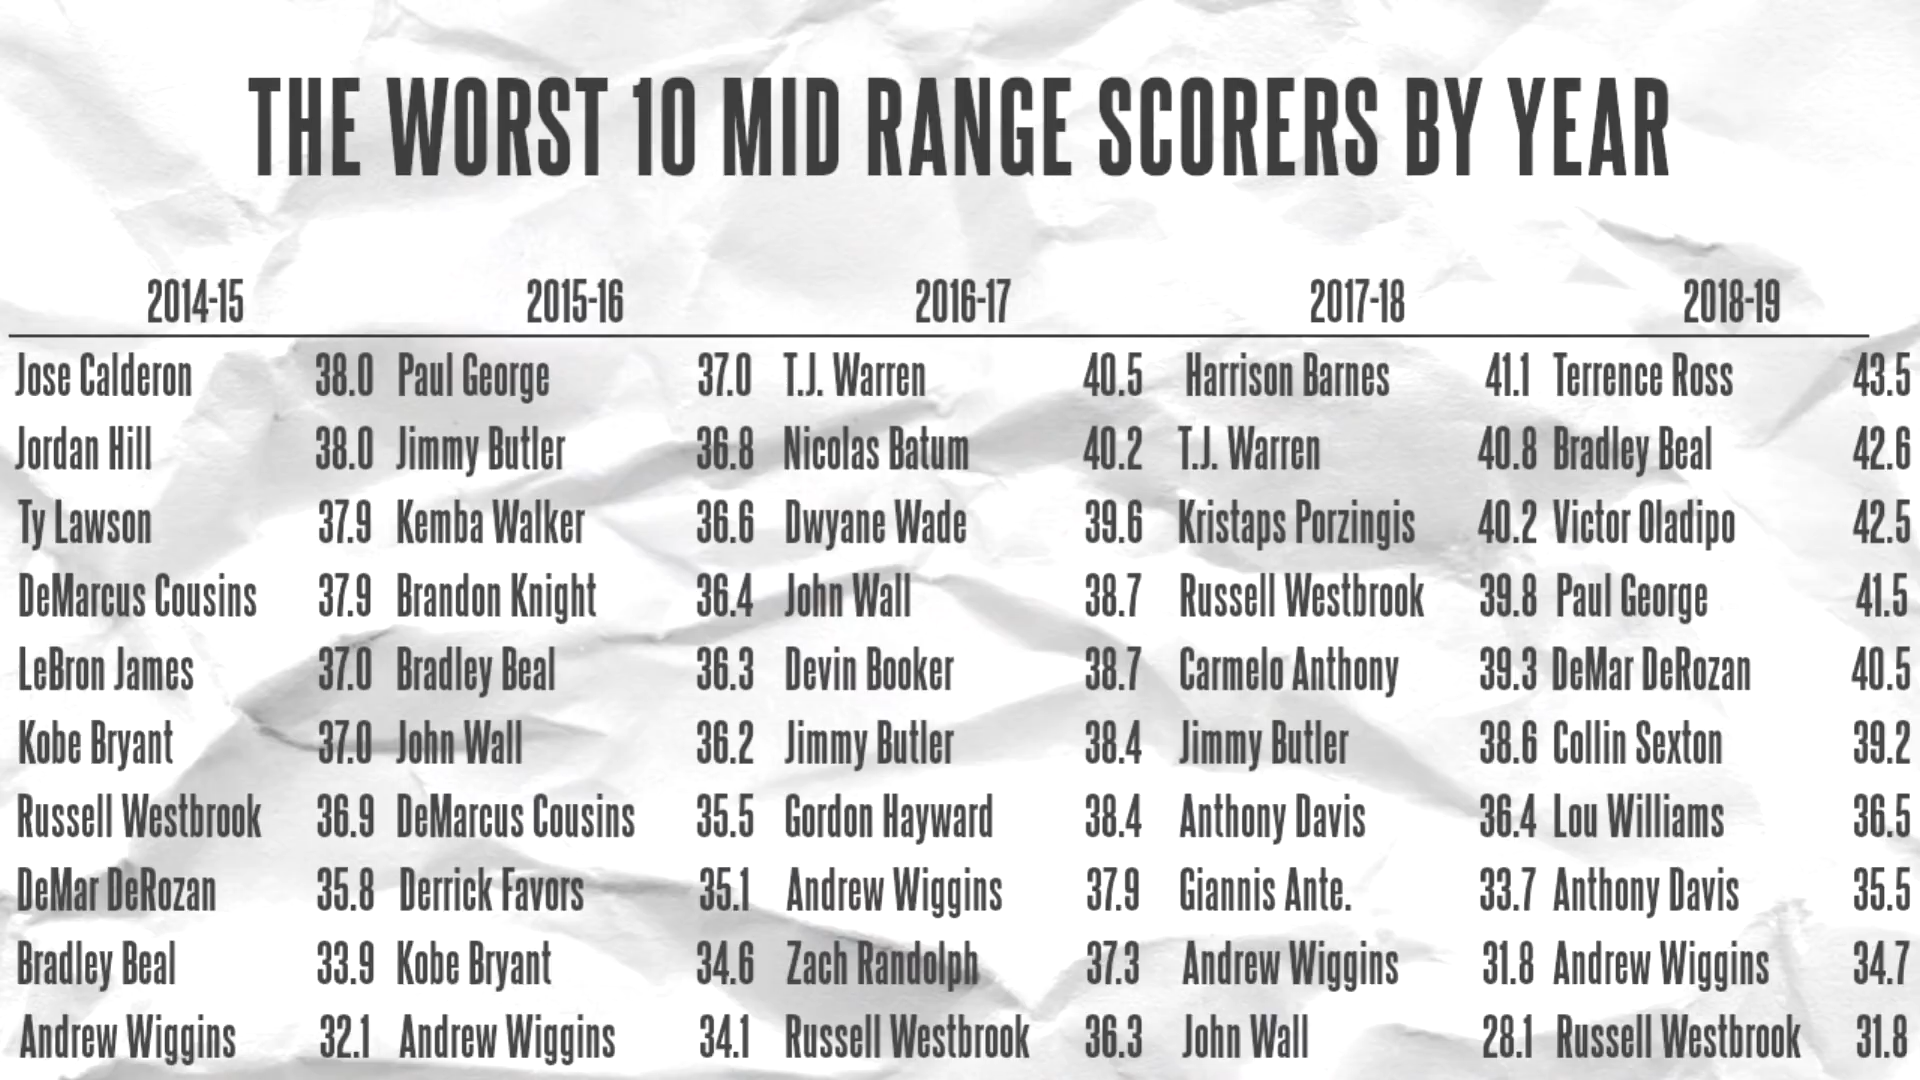 THE WORST 10 MID RANGE SCORERS BY YEAR
2014-15 2015-16 2016-17 2017-18 2018-19
Jose Calderon 38.0 Paul George 37.0 T.J. Warren 40.5 Harrison Barnes 41.1 Terrence Ross 43.5
Jordan Hill 38.0 Jimmy Butler 36.8 Nicolas Batum 40.2 T.J. Warren 40.8 Bradley Beal 42.6
Ty Lawson 37.9 Kemba Walker 36.6 Dwyane Wade 39.6 Kristaps Porzingis 40.2 Victor Oladipo 42.5
DeMarcus Cousins 37.9 Brandon Knight 36.4 John Wall 38.7 Russell Westbrook 39.8 Paul George 41.5
LeBron James 37.0 Bradley Beal 36.3 Devin Booker 38.7 Carmelo Anthony 39.3 DeMar DeRozan 40.5
Kobe Bryant 37.0 John Wall 36.2 Jimmy Butler 38.4 Jimmy Butler 38.6 Collin Sexton 39.2
Russell Westbrook 36.9 DeMarcus Cousins 35.5 Gordon Hayward 38.4 Anthony Davis 36.4 Lou Williams 36.5
DeMar DeRozan 35.8 Derrick Favors 35.1 Andrew Wiggins 37.9 Giannis Ante. 33.7 Anthony Davis 35.5
Bradley Beal 33.9 Kobe Bryant 34.6 Zach Randolph 37.3 Andrew Wiggins 31.8 Andrew Wiggins 34.7
Andrew Wiggins 32.1 Andrew Wiggins 34.1 Russell Westbrook 36.3 John Wall 28.1 Russell Westbrook 31.8